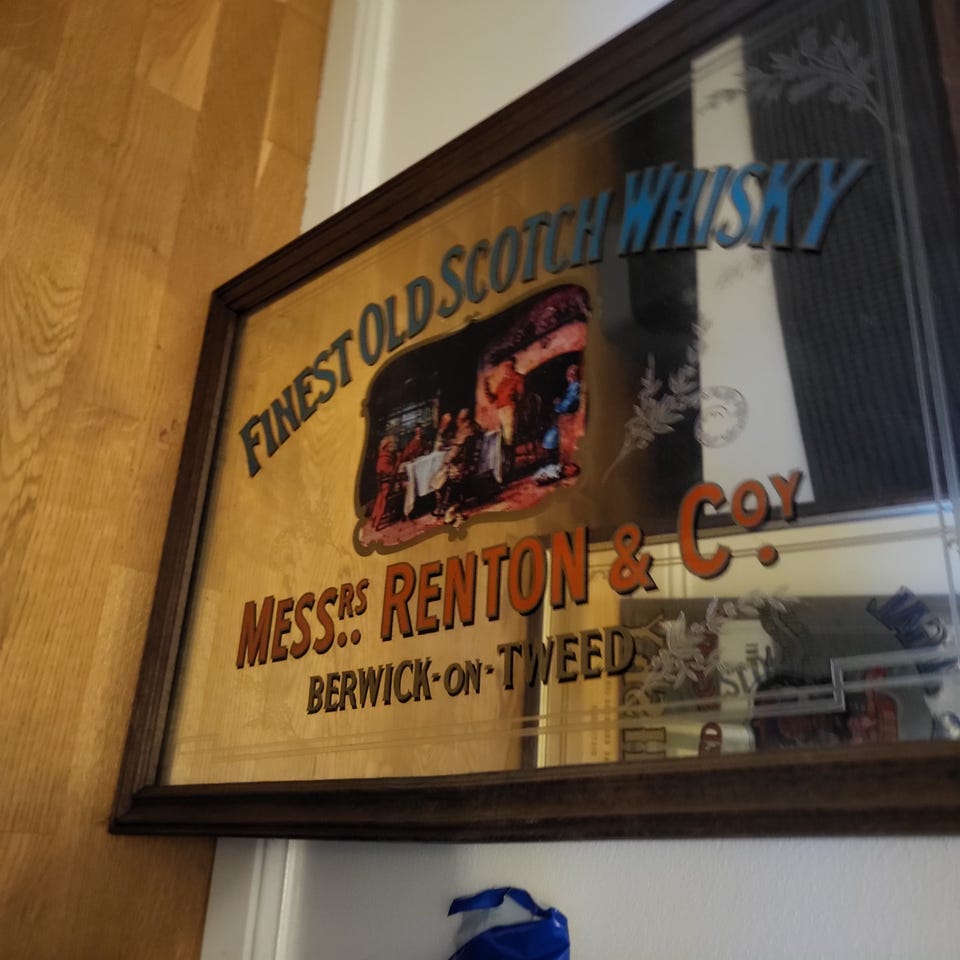 FINEST OLD SCOTCH WHISKY
MESSRS. RENTON & COY.
BERWICK-ON-TWEED